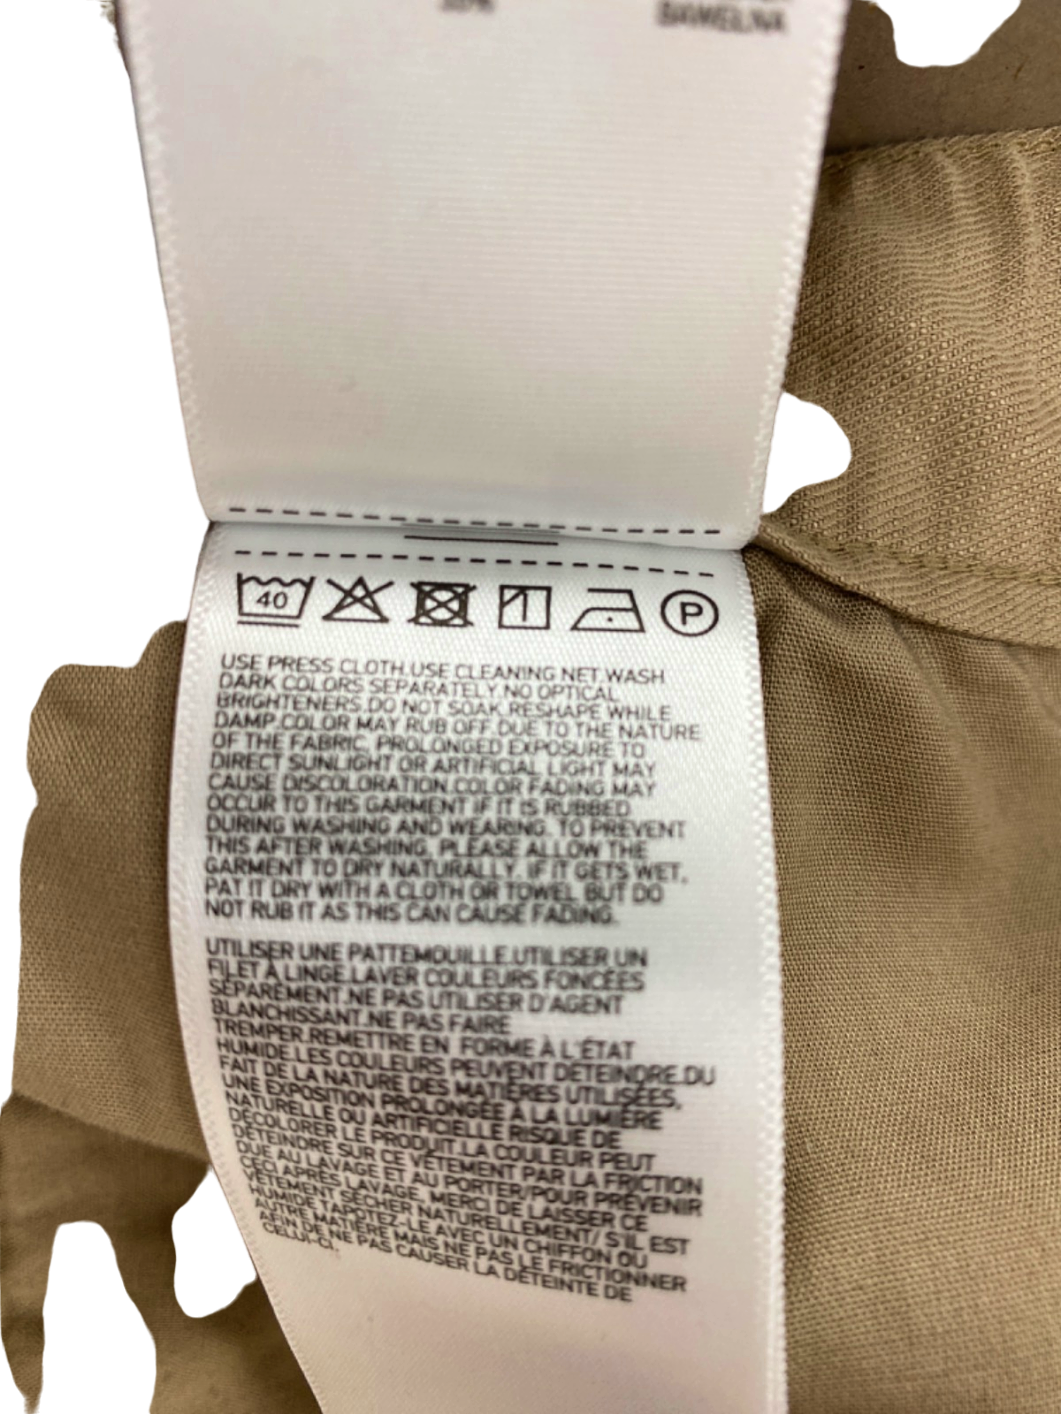 BAWEŁNA
40
P
USE PRESS CLOTH.USE CLEANING NET.WASH
DARK COLORS SEPARATELY.NO OPTICAL
BRIGHTENERS.DO NOT SOAK.RESHAPE WHILE
DAMP.COLOR MAY RUB OFF.DUE TO THE NATURE
OF THE FABRIC, PROLONGED EXPOSURE TO
DIRECT SUNLIGHT OR ARTIFICIAL LIGHT MAY
CAUSE DISCOLORATION.COLOR FADING MAY
OCCUR TO THIS GARMENT IF IT IS RUBBED
DURING WASHING AND WEARING. TO PREVENT
THIS AFTER WASHING, PLEASE ALLOW THE
GARMENT TO DRY NATURALLY. IF IT GETS WET,
PAT IT DRY WITH A CLOTH OR TOWEL BUT DO
NOT RUB IT AS THIS CAN CAUSE FADING.
UTILISER UNE PATTEMOUILLE.UTILISER UN
FILET À LINGE.LAVER COULEURS FONCÉES
SÉPARÉMENT.NE PAS UTILISER D'AGENT
BLANCHISSANT.NE PAS FAIRE
TREMPER.REMETTRE EN FORME À L'ÉTAT
HUMIDE.LES COULEURS PEUVENT DÉTEINDRE.DU
FAIT DE LA NATURE DES MATIÈRES UTILISÉES,
UNE EXPOSITION PROLONGÉE À LA LUMIÈRE
NATURELLE OU ARTIFICIELLE RISQUE DE
DÉCOLORER LE PRODUIT.LA COULEUR PEUT
DÉTEINDRE SUR CE VÊTEMENT PAR LA FRICTION
DUE AU LAVAGE ET AU PORTER/POUR PRÉVENIR
CECI APRÈS LAVAGE, MERCI DE LAISSER CE
VÊTEMENT SÉCHER NATURELLEMENT/ S'IL EST
HUMIDE, TAPOTEZ-LE AVEC UN CHIFFON OU
AUTRE MATIÈRE MAIS NE PAS LE FRICTIONNER
AFIN DE NE PAS CAUSER LA DÉTEINTE DE
CELUI-CI.